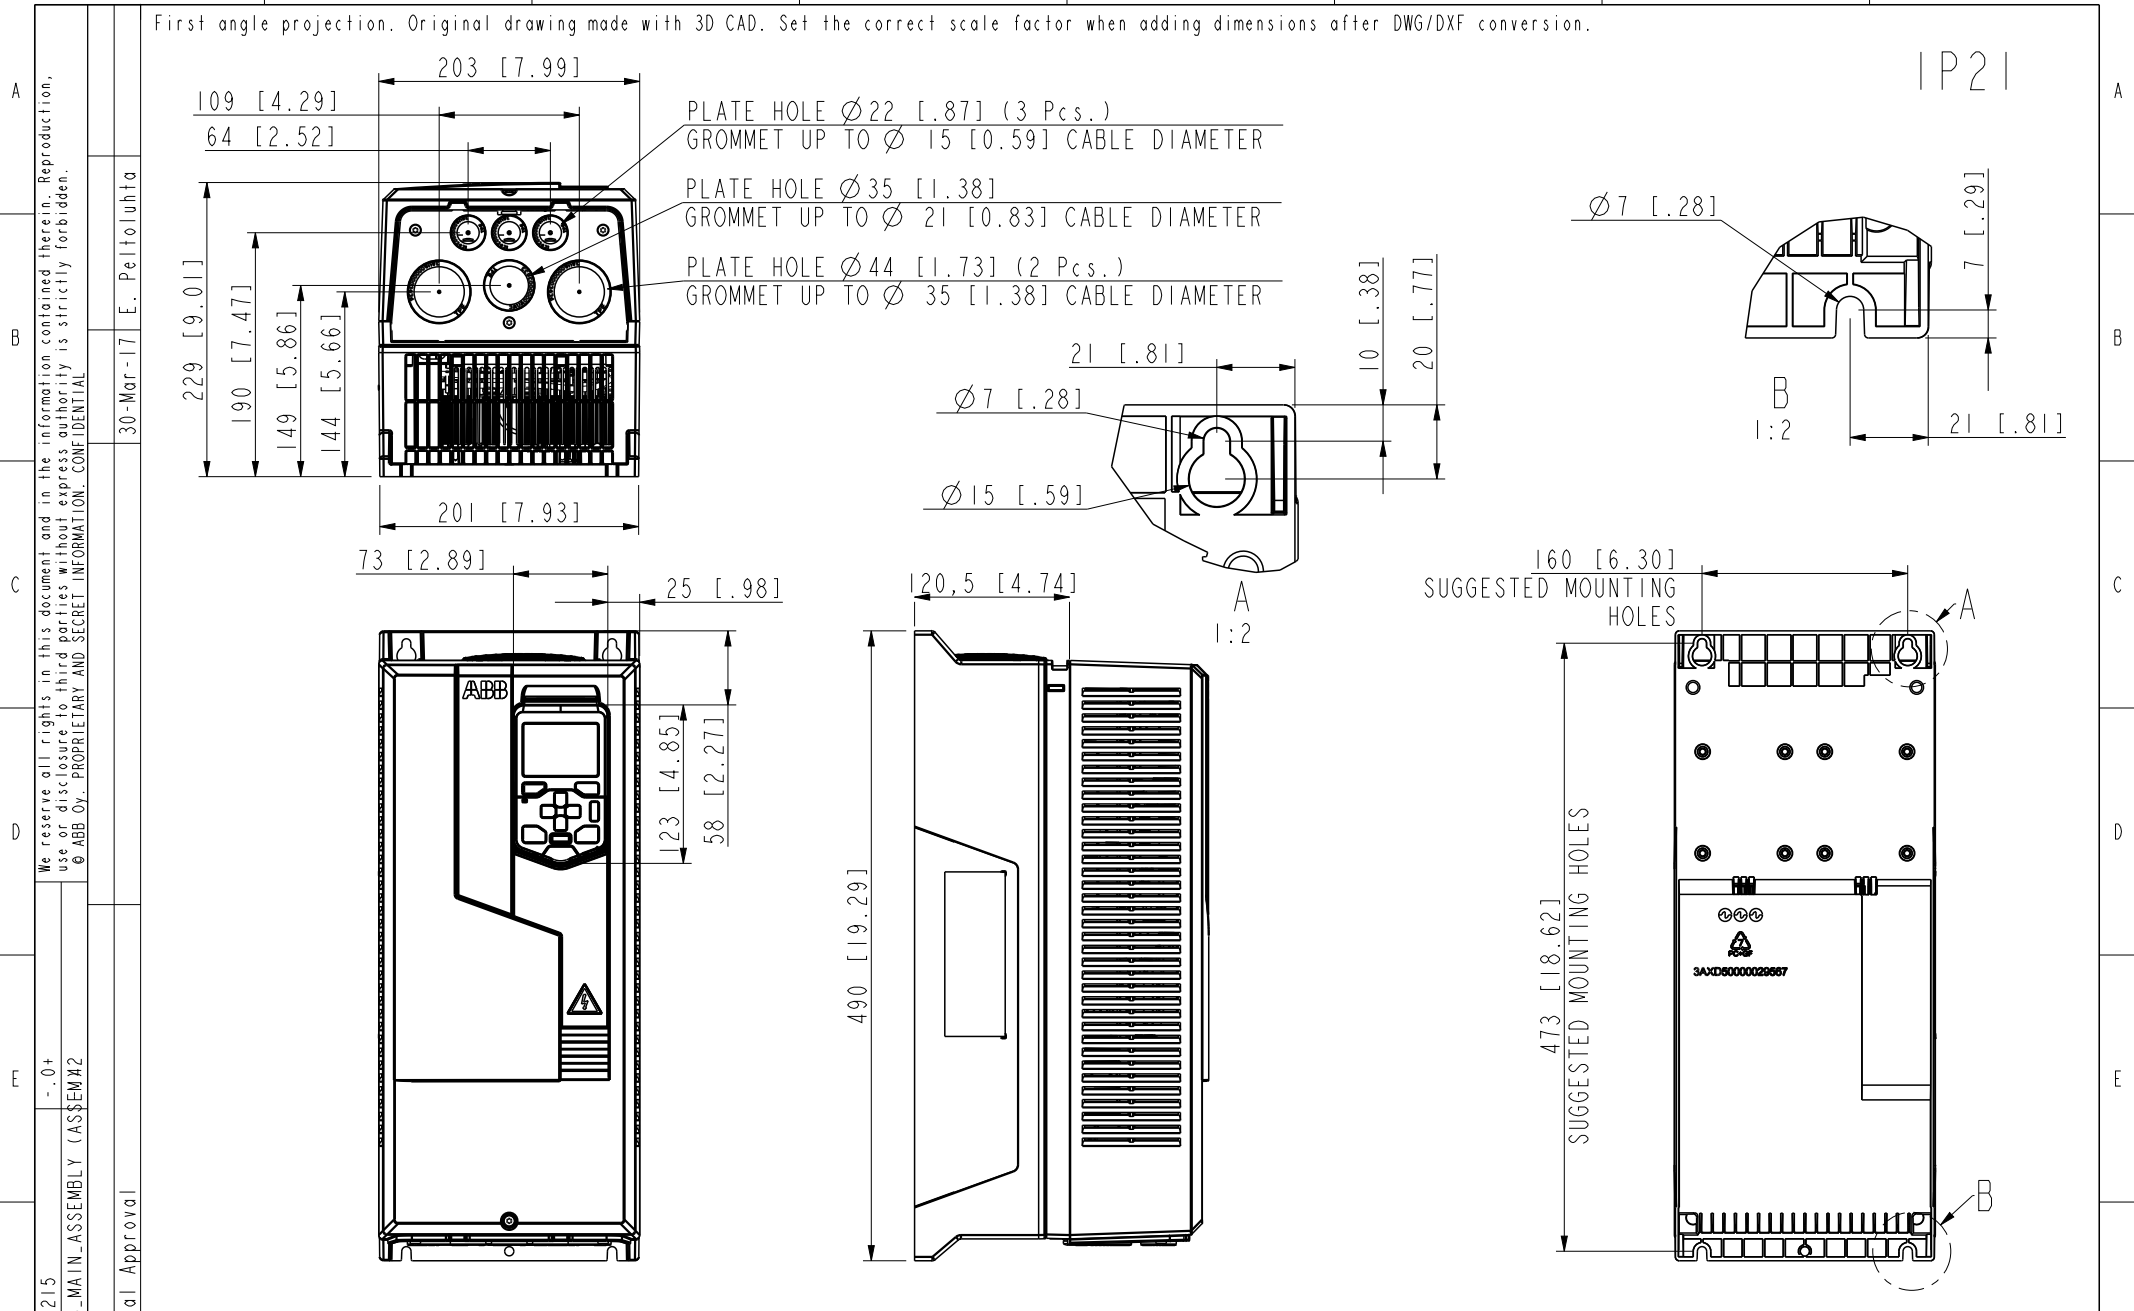 First angle projection. Original drawing made with 3D CAD. Set the correct scale factor when adding dimensions after DWG/DXF conversion.
IP21
A
A
B
B
C
C
D
D
E
E
We reserve all rights in this document and in the information contained therein. Reproduction,
use or disclosure to third parties without express authority is strictly forbidden.
© ABB Oy. PROPRIETARY AND SECRET INFORMATION. CONFIDENTIAL
E. Peltoluhta
30-Mar-17
-.0+
215
_MAIN_ASSEMBLY (ASSEM
al Approval
203 [7.99]
109 [4.29]
64 [2.52]
PLATE HOLE Ø22 [.87] (3 Pcs.)
GROMMET UP TO Ø 15 [0.59] CABLE DIAMETER
PLATE HOLE Ø35 [1.38]
GROMMET UP TO Ø 21 [0.83] CABLE DIAMETER
PLATE HOLE Ø44 [1.73] (2 Pcs.)
GROMMET UP TO Ø 35 [1.38] CABLE DIAMETER
229 [9.01]
190 [7.47]
149 [5.86]
144 [5.66]
201 [7.93]
21 [.81]
Ø7 [.28]
Ø15 [.59]
10 [.38]
20 [.77]
A
1:2
Ø7 [.28]
7 [.29]
B
1:2
21 [.81]
73 [2.89]
25 [.98]
ABB
123 [4.85]
58 [2.27]
120,5 [4.74]
490 [19.29]
160 [6.30]
SUGGESTED MOUNTING
HOLES
A
473 [18.62]
SUGGESTED MOUNTING HOLES
7
PC+GF
3AXD50000029567
B